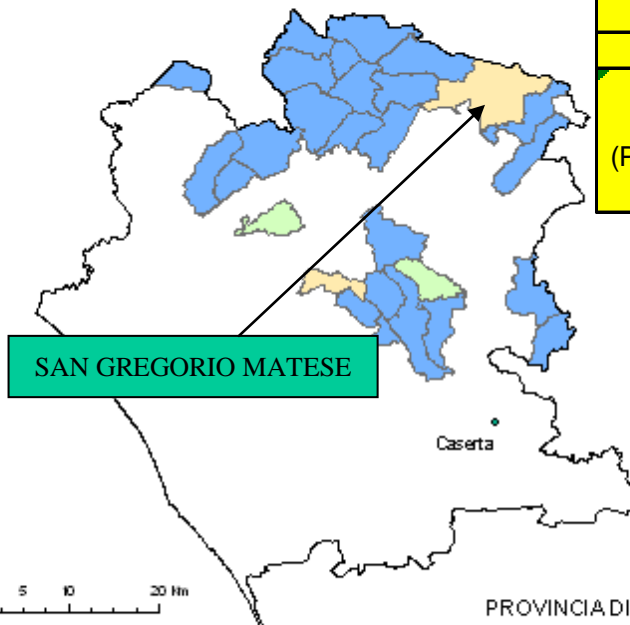 (F
SAN GREGORIO MATESE
Caserta
5 10 20 Km
PROVINCIA DI